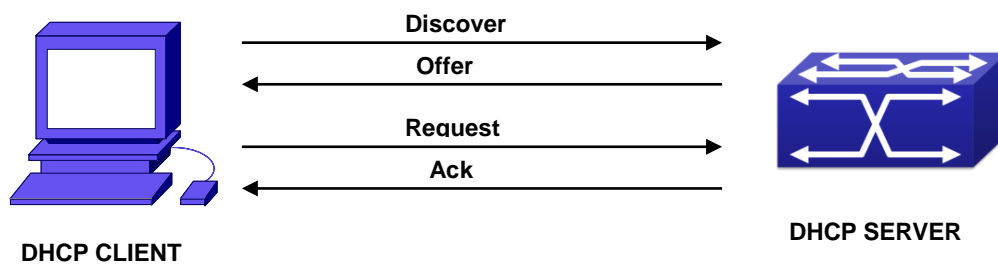 Discover
Offer
Request
Ack
DHCP CLIENT
DHCP SERVER